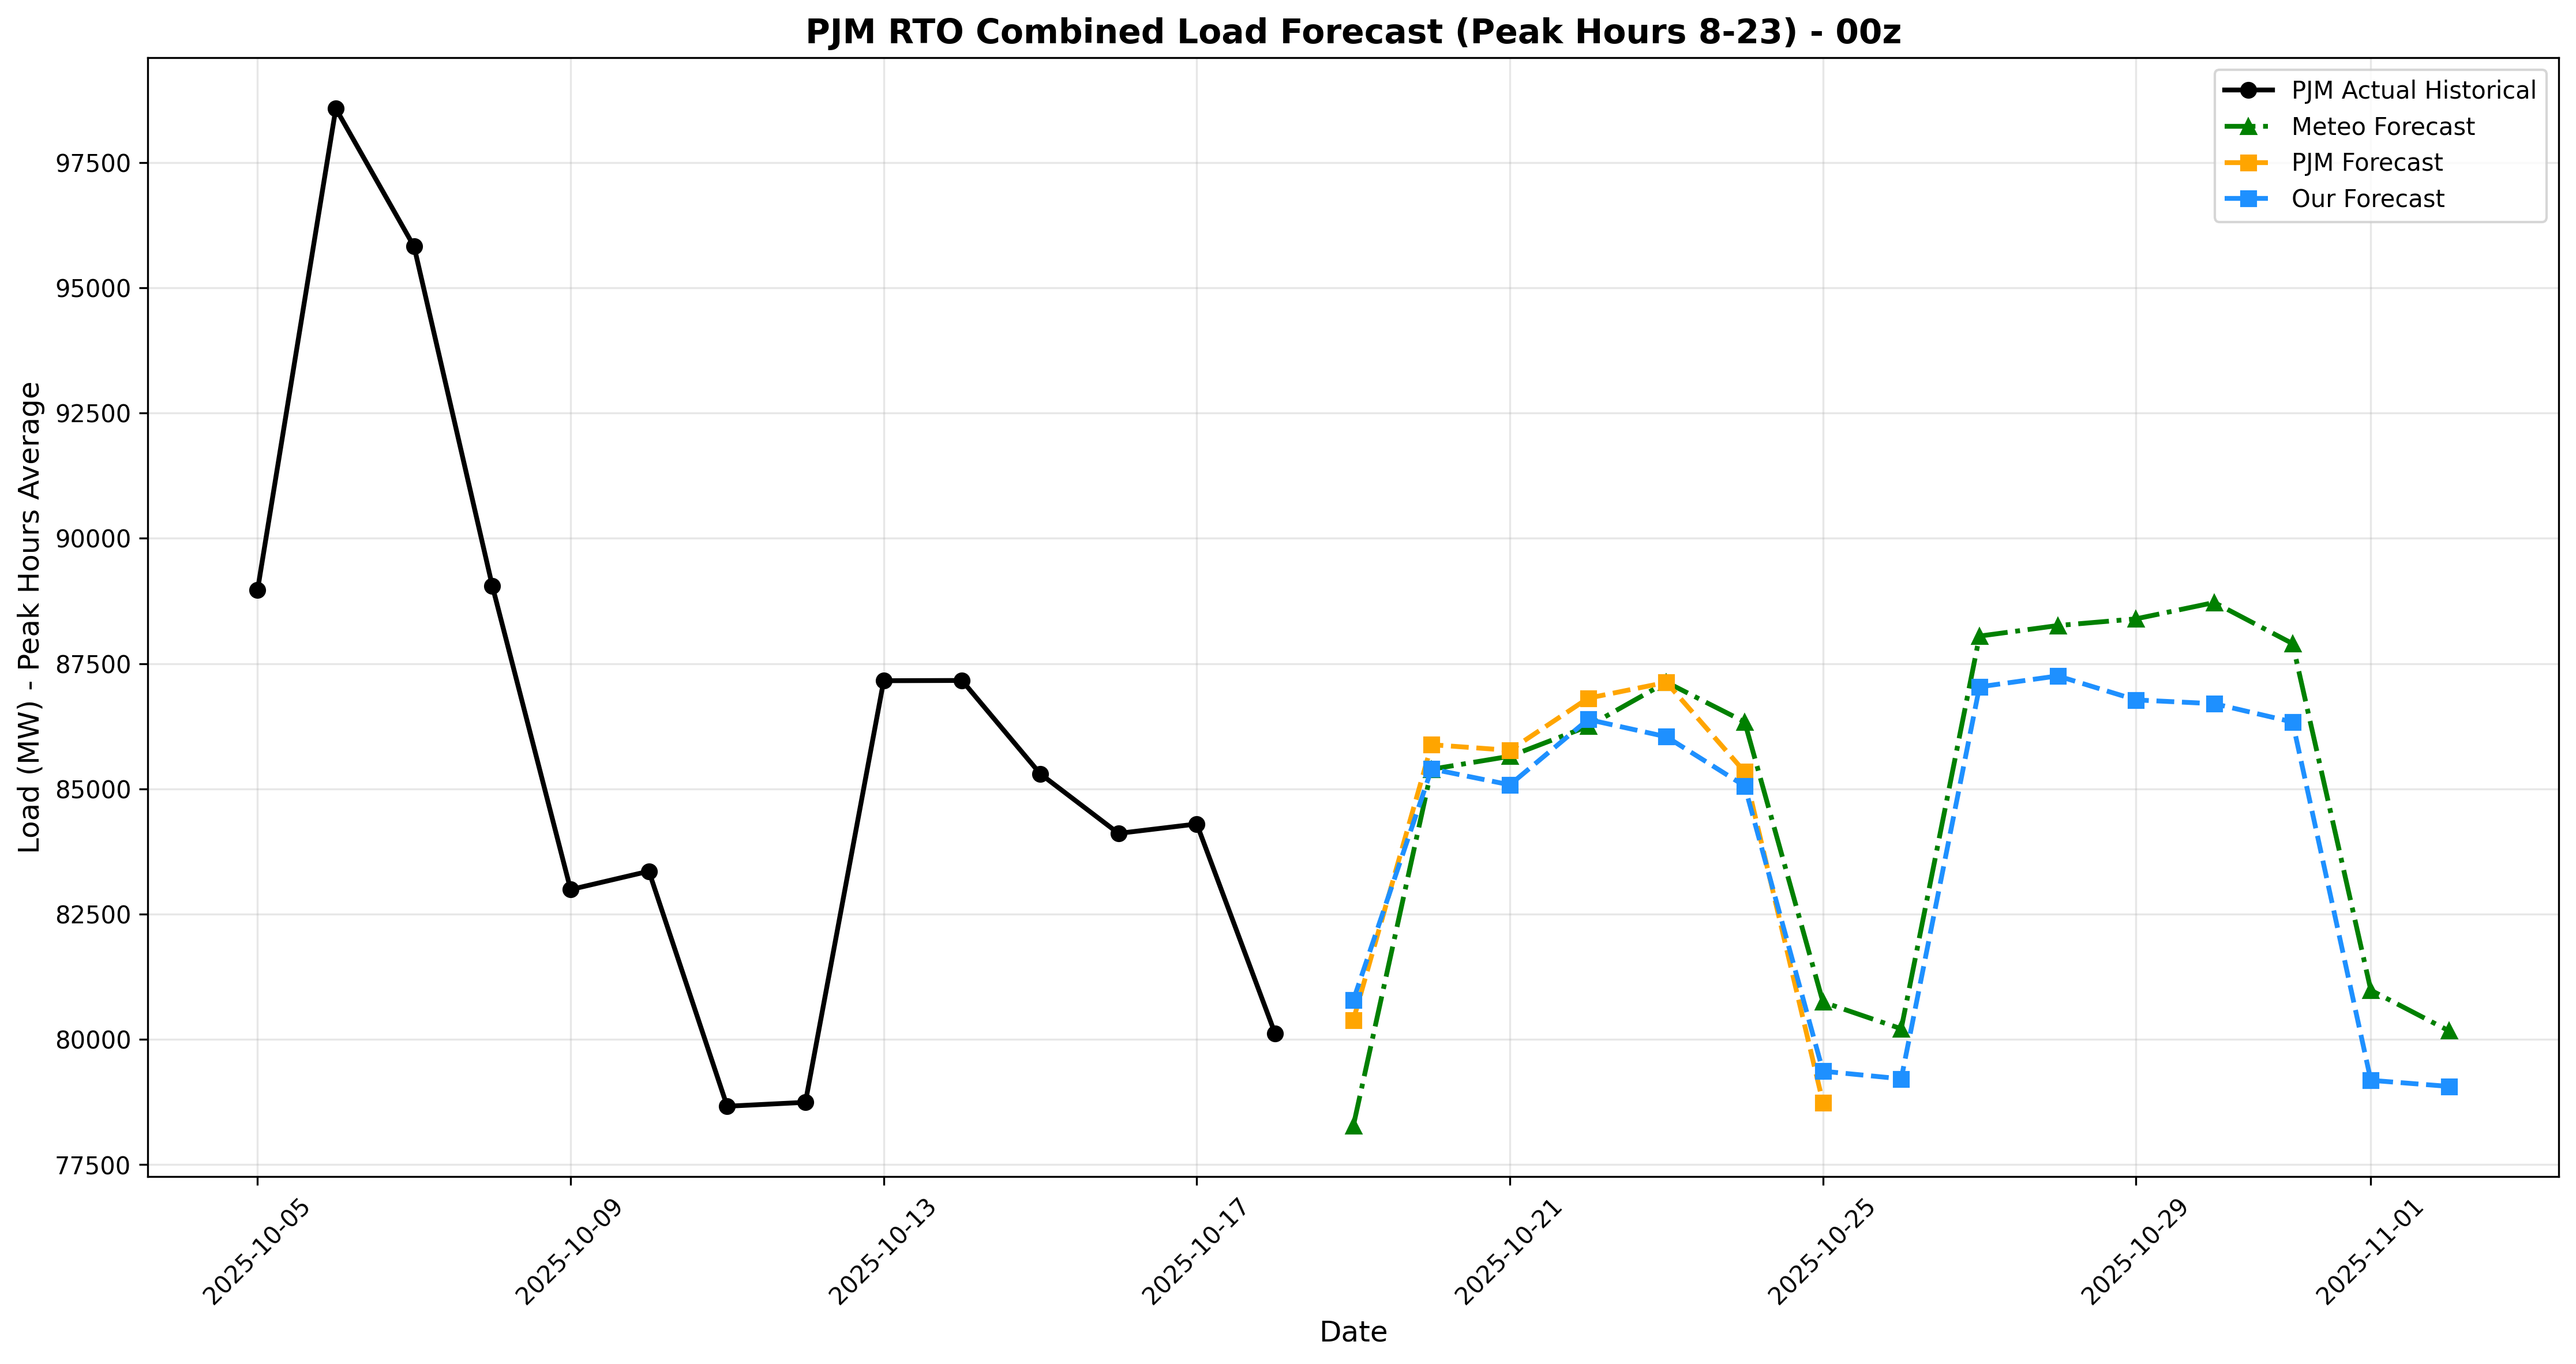 PJM RTO Combined Load Forecast (Peak Hours 8-23) - 00z
PJM Actual Historical
Meteo Forecast
PJM Forecast
Our Forecast
Load (MW) - Peak Hours Average
97500
95000
92500
90000
87500
85000
82500
80000
77500
2025-10-05
2025-10-09
2025-10-13
2025-10-17
2025-10-21
2025-10-25
2025-10-29
2025-11-01
Date